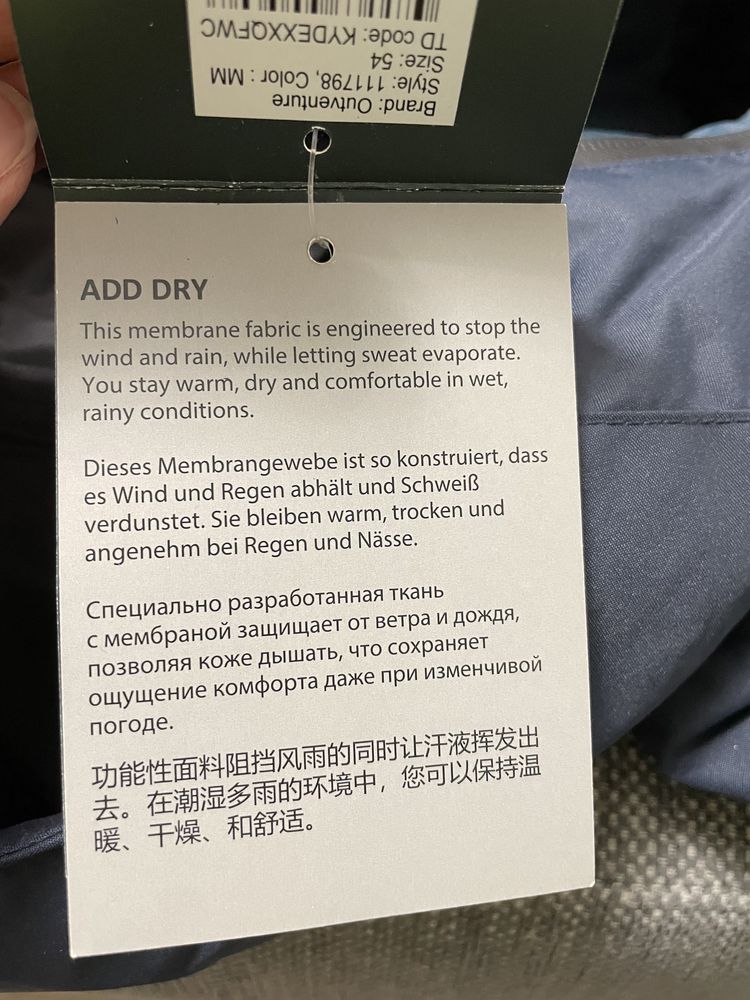 Brand: Outventure
Style: 111798, Color : MM
Size: 54
TD code: KYDEXXQFWC
ADD DRY
This membrane fabric is engineered to stop the
wind and rain, while letting sweat evaporate.
You stay warm, dry and comfortable in wet,
rainy conditions.
Dieses Membrangewebe ist so konstruiert, dass
es Wind und Regen abhält und Schweiß
verdunstet. Sie bleiben warm, trocken und
angenehm bei Regen und Nässe.
Специально разработанная ткань
с мембраной защищает от ветра и дождя,
позволяя коже дышать, что сохраняет
ощущение комфорта даже при изменчивой
погоде.
功能性面料阻挡风雨的同时让汗液挥发出
去。在潮湿多雨的环境中，您可以保持温
暖、干燥、和舒适。